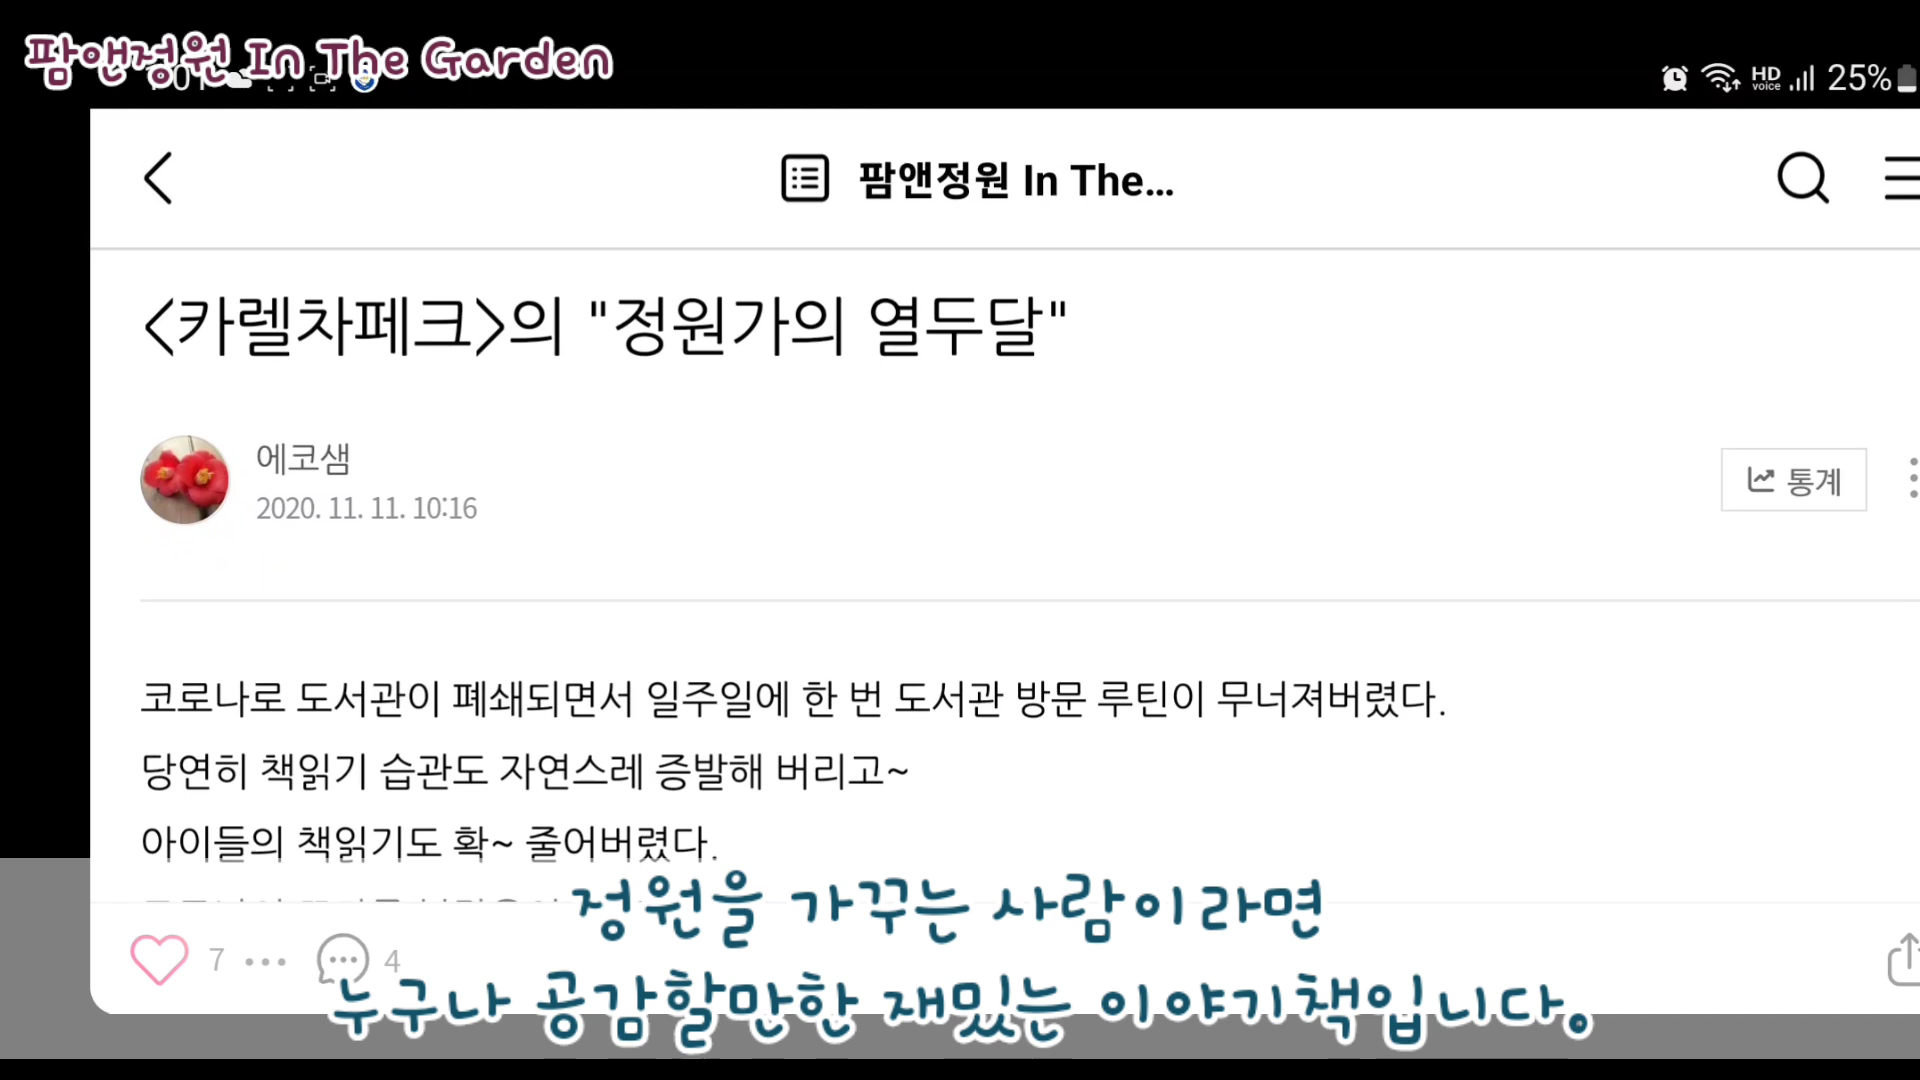 팜앤정원 In The Garden
HD
voice
25%
팜앤정원 In The...
<카렐차페크>의 "정원가의 열두달"
에코샘
2020. 11. 11. 10:16
통계
코로나로 도서관이 폐쇄되면서 일주일에 한 번 도서관 방문 루틴이 무너져버렸다.
당연히 책읽기 습관도 자연스레 증발해 버리고~
아이들의 책읽기도 확~ 줄어버렸다.
정원을 가꾸는 사람이라면
7
4
누구나 공감할만한 재밌는 이야기책입니다。